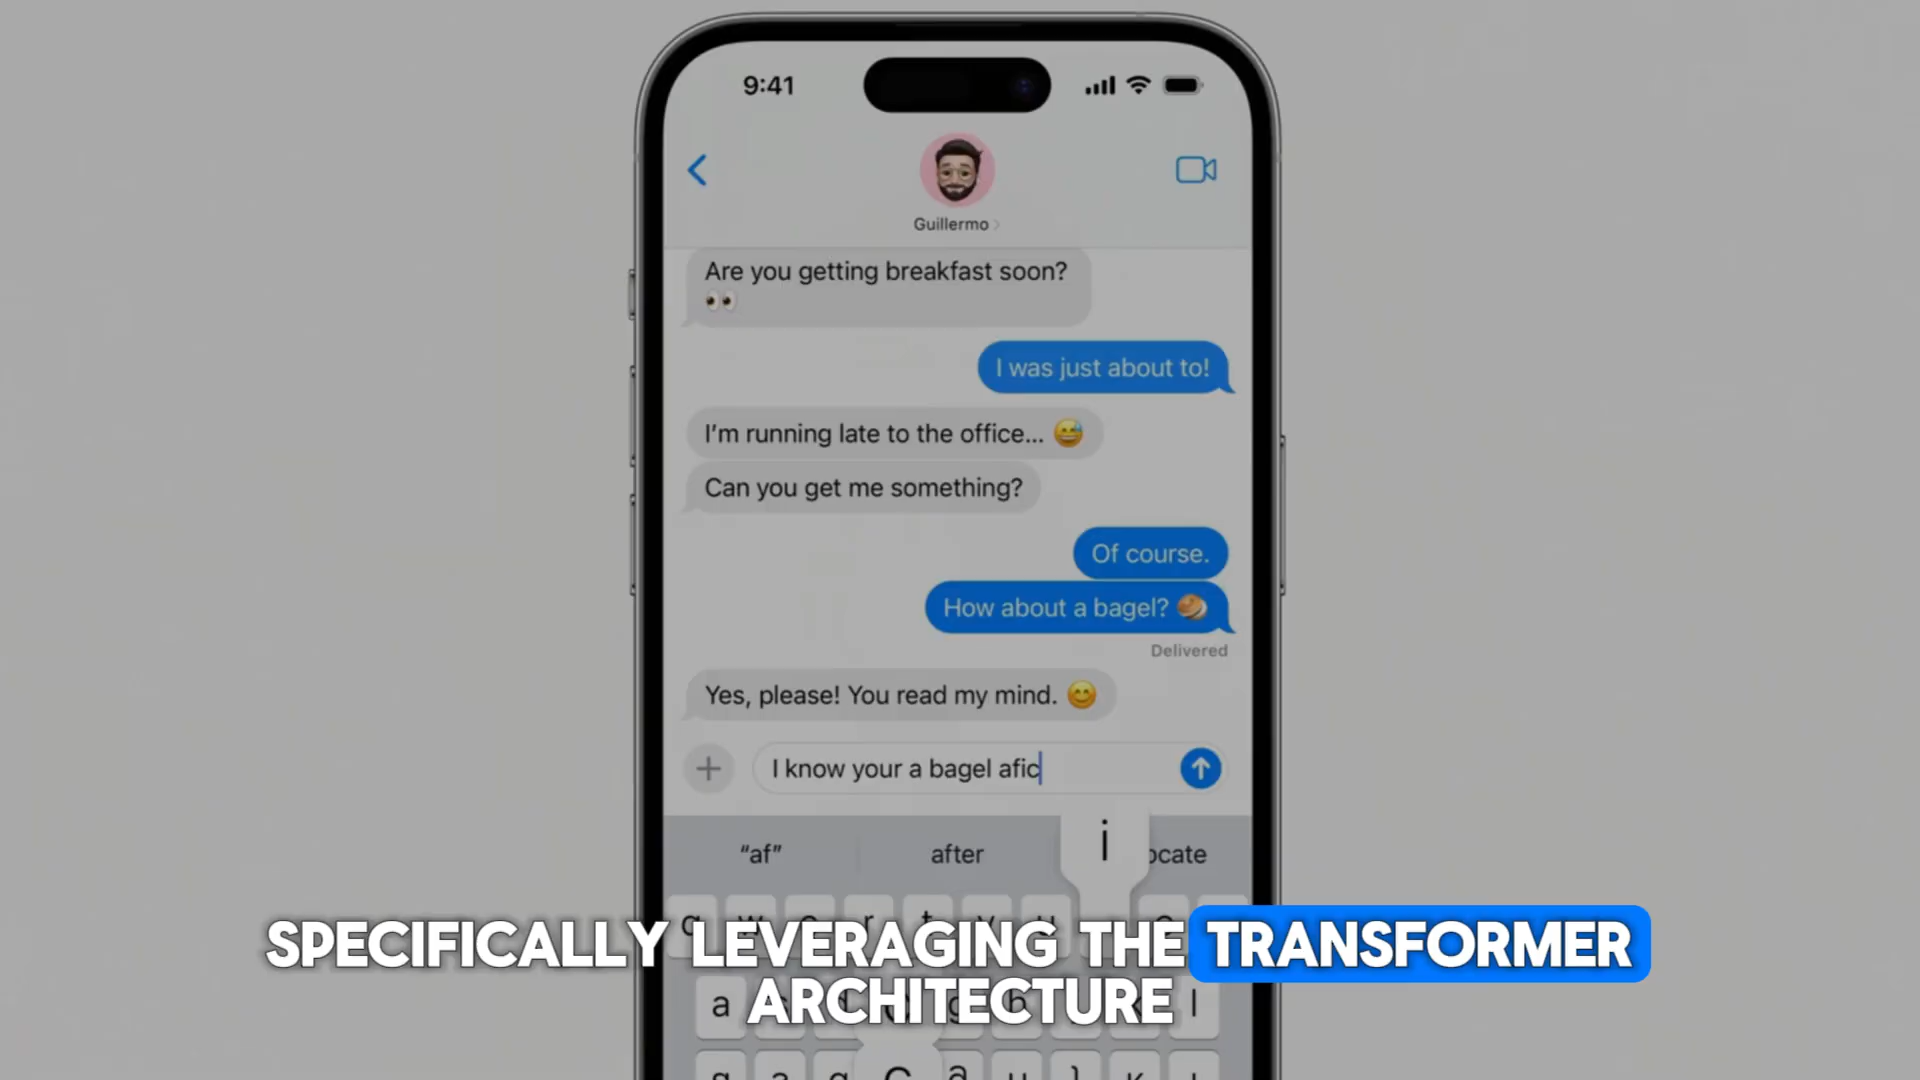 9:41
Guillermo
Are you getting breakfast soon?
👀
I was just about to!
I'm running late to the office... 😅
Can you get me something?
Of course.
How about a bagel? 🥯
Delivered
Yes, please! You read my mind. 😊
I know your a bagel afic
“af” after ocate
i
SPECIFICALLY LEVERAGING THE TRANSFORMER
ARCHITECTURE
a l